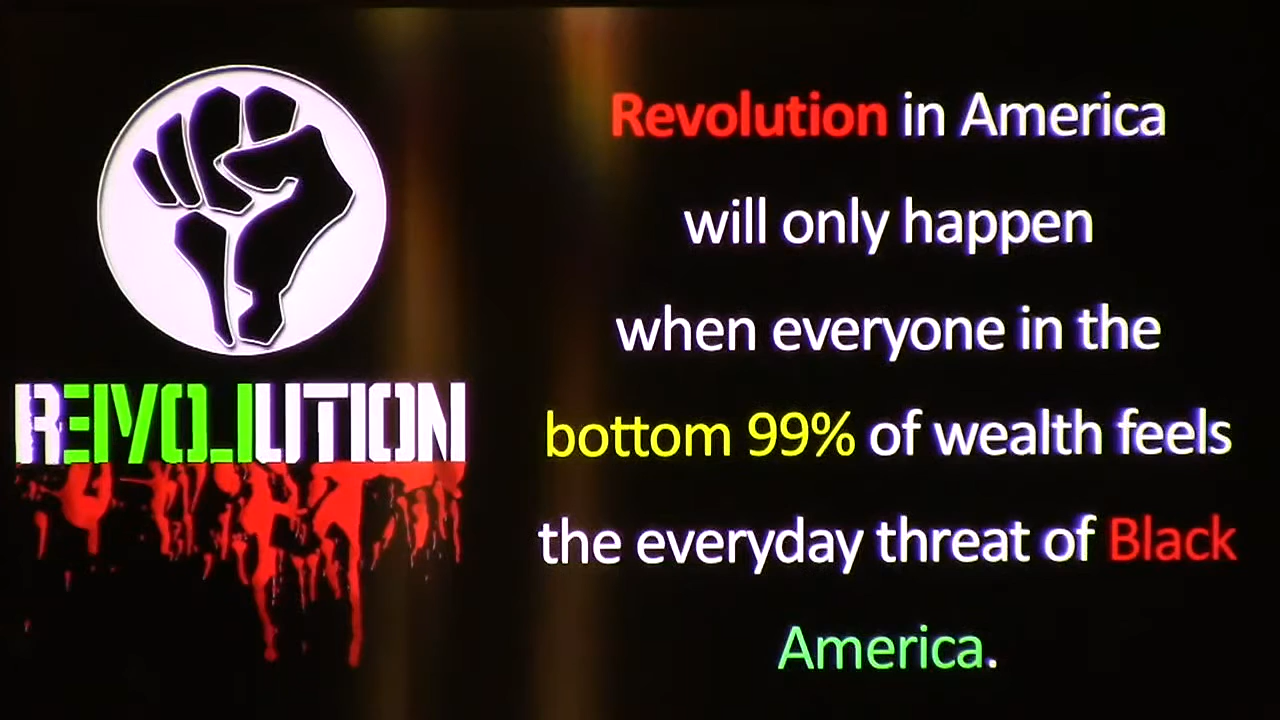 REVOLUTION
Revolution in America
will only happen
when everyone in the
bottom 99% of wealth feels
the everyday threat of Black
America.